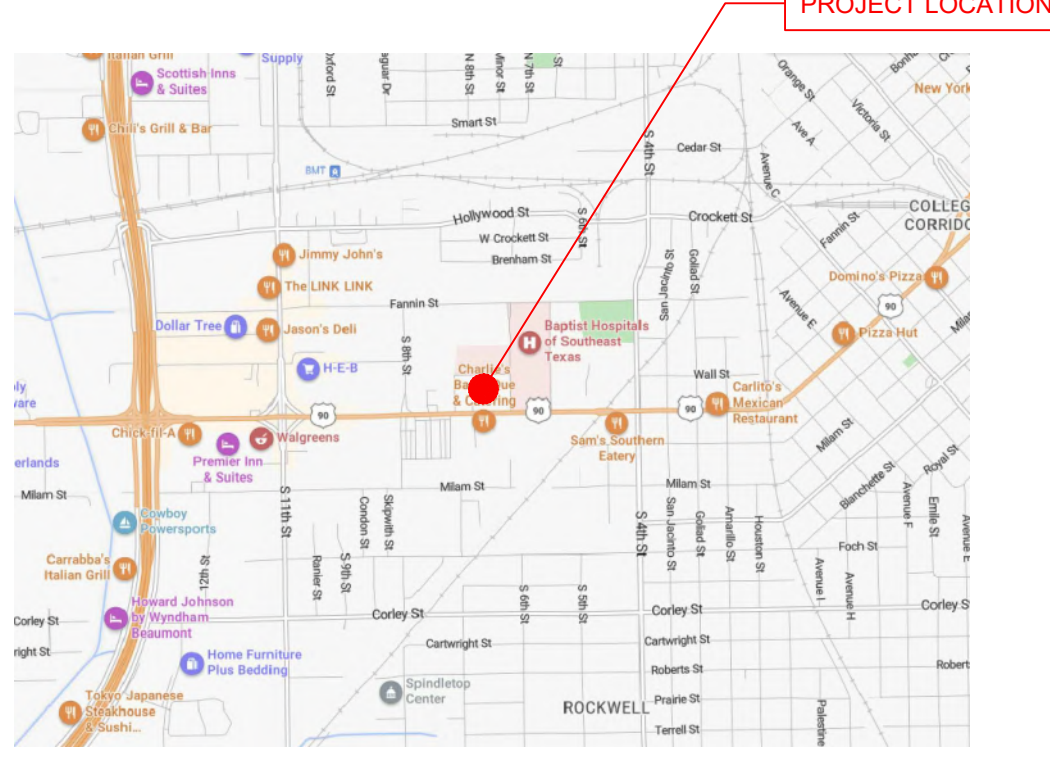 PROJECT LOCATION
Italian Grill
Supply
Scottish Inns
& Suites
Oxford St
N 8th St
N 7th St
St
Orange St
New York
Victoria St
Chili's Grill & Bar
Smart St
Ave A
S 4th St
Cedar St
Avenue C
BMT
COLLEG
CORRIDO
Hollywood St
S 6th St
Crockett St
Fannin St
W Crockett St
Brenham St
Jimmy John's
San Jacinto St
Goliad St
Domino's Pizza
The LINK LINK
Avenue E
Fannin St
90
Mila
Dollar Tree
Jason's Deli
Baptist Hospitals
of Southeast
Texas
Pizza Hut
S 8th St
H-E-B
Charlie's
& Catering
Wall St
Carlito's
Mexican
Restaurant
90
90
90
Chick-fil-A
Walgreens
Sam's Southern
Eatery
Milam St
Premier Inn
& Suites
erlands
Royal St
Blanchette St
Milam St
Milam St
Milam St
S 11th St
Condon St
Skipwith St
S 4th St
San Jacinto St
Goliad St
Amarillo St
Houston St
Avenue F
Emile St
Avenue E
Cowboy
Powersports
Foch St
Carrabba's
Italian Grill
12th St
Ranier St
S 9th St
S 6th St
S 5th St
Avenue I
Avenue H
Howard Johnson
by Wyndham
Beaumont
Corley St
Corley St
Corley St
Corley S
Cartwright St
Cartwright St
right St
Home Furniture
Plus Bedding
Roberts St
Robert
Spindletop
Center
Tokyo Japanese
Steakhouse
& Sushi...
ROCKWELL
Prairie St
Palestine
Terrell St